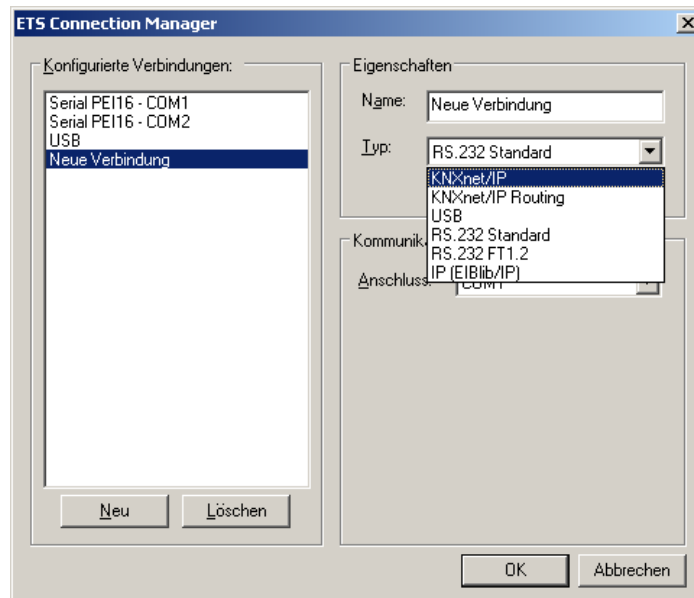 ETS Connection Manager
Konfigurierte Verbindungen:
Serial PEI16 - COM1
Serial PEI16 - COM2
USB
Neue Verbindung
Neu
Löschen
Eigenschaften
Name:
Neue Verbindung
Typ:
RS.232 Standard
KNXnet/IP
KNXnet/IP Routing
USB
RS.232 Standard
RS.232 FT1.2
IP (EIBlib/IP)
Kommunik
Anschluss:
COM1
OK
Abbrechen